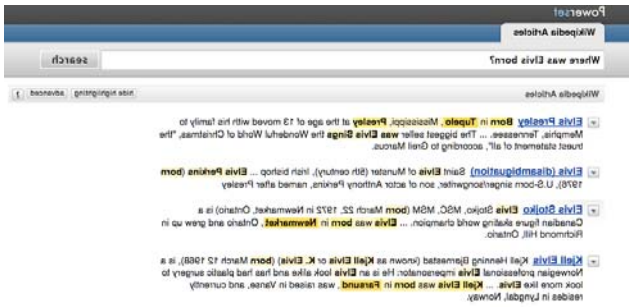 Powerset
Wikipedia Articles
Where was Elvis born? search
Wikipedia Articles hide highlighting advanced ?
Elvis Presley Born in Tupelo, Mississippi, Presley at the age of 13 moved with his family to
Memphis, Tennessee. ... The biggest seller was Elvis Sings the Wonderful World of Christmas, "the
truest statement of all", according to Greil Marcus.
Elvis (disambiguation) Saint Elvis of Munster (5th century), Irish bishop ... Elvis Perkins (born
1976), U.S-born singer/songwriter, son of actor Anthony Perkins, named after Presley
Elvis Stojko Elvis Stojko, MSC, MSM (born March 22, 1972 in Newmarket, Ontario) is a
Canadian figure skating world champion. ... Elvis was born in Newmarket, Ontario and grew up in
Richmond Hill, Ontario.
Kjell Elvis Kjell Henning Bjørnestad (known as Kjell Elvis or K. Elvis) (born March 12 1968), is a
Norwegian professional Elvis impersonator. He is an Elvis look alike and has had plastic surgery to
look more like Elvis. ... Kjell Elvis was born in Farsund, was raised in Vanse, and currently
resides in Lyngdal, Norway.